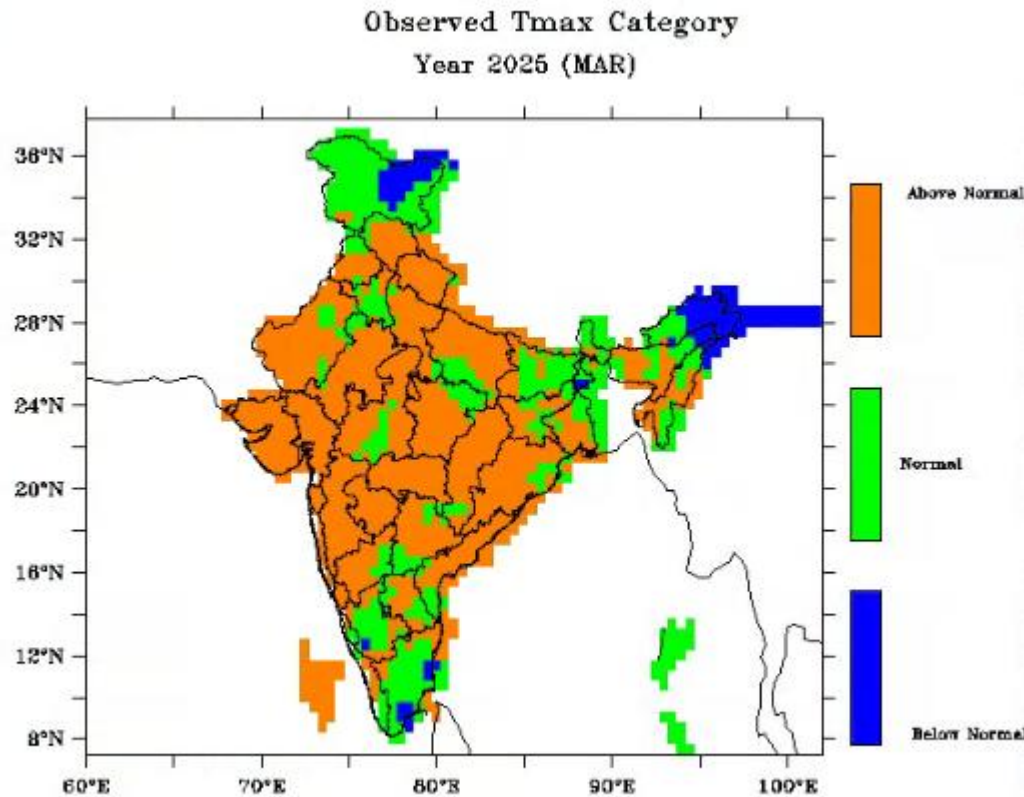 Observed Tmax Category
Year 2025 (MAR)
36°N
32°N
28°N
24°N
20°N
16°N
12°N
8°N
60°E
70°E
80°E
90°E
100°E
Above Normal
Normal
Below Normal